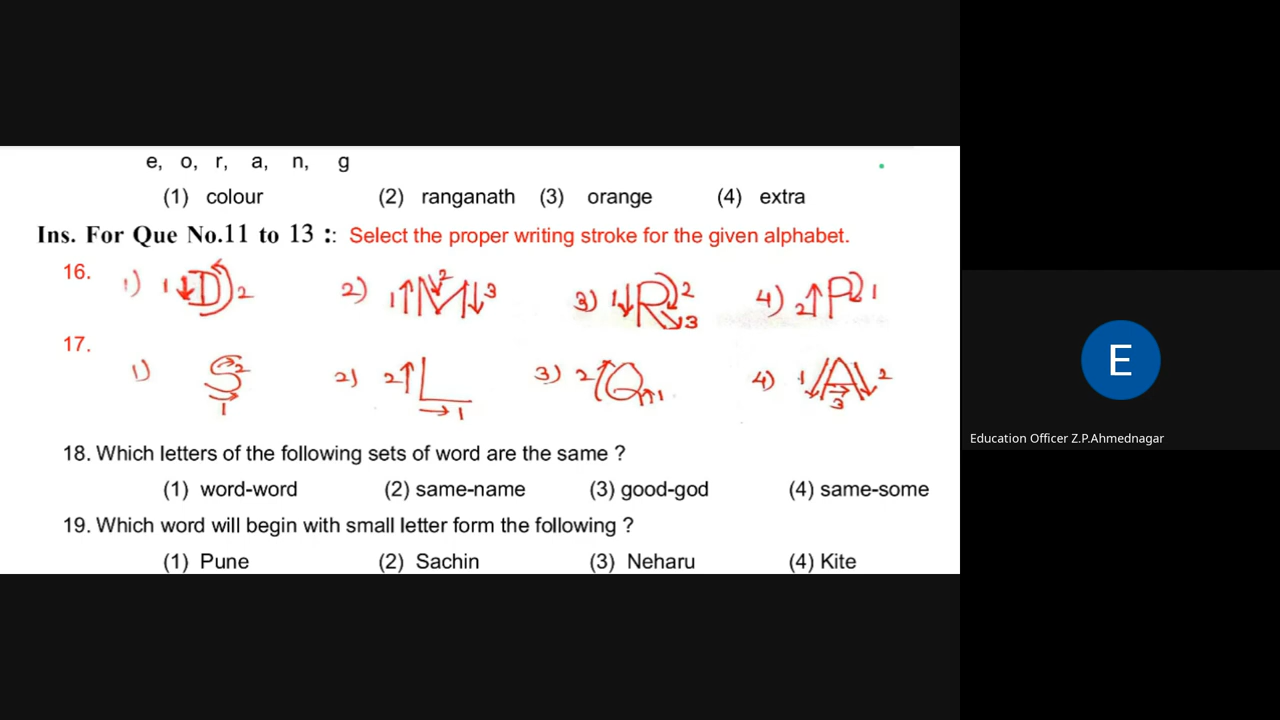 e, o, r, a, n, g
(1) colour (2) ranganath (3) orange (4) extra
Ins. For Que No.11 to 13 :: Select the proper writing stroke for the given alphabet.
16. 1) 1 D 2 2) 1 M 2 3 3) 1 R 2 3 4) 2 P 1
17. 1) S 2 1 2) 2 L 1 3) 2 Q 1 4) 1 A 2 3
18. Which letters of the following sets of word are the same ?
(1) word-word (2) same-name (3) good-god (4) same-some
19. Which word will begin with small letter form the following ?
(1) Pune (2) Sachin (3) Neharu (4) Kite
E
Education Officer Z.P.Ahmednagar